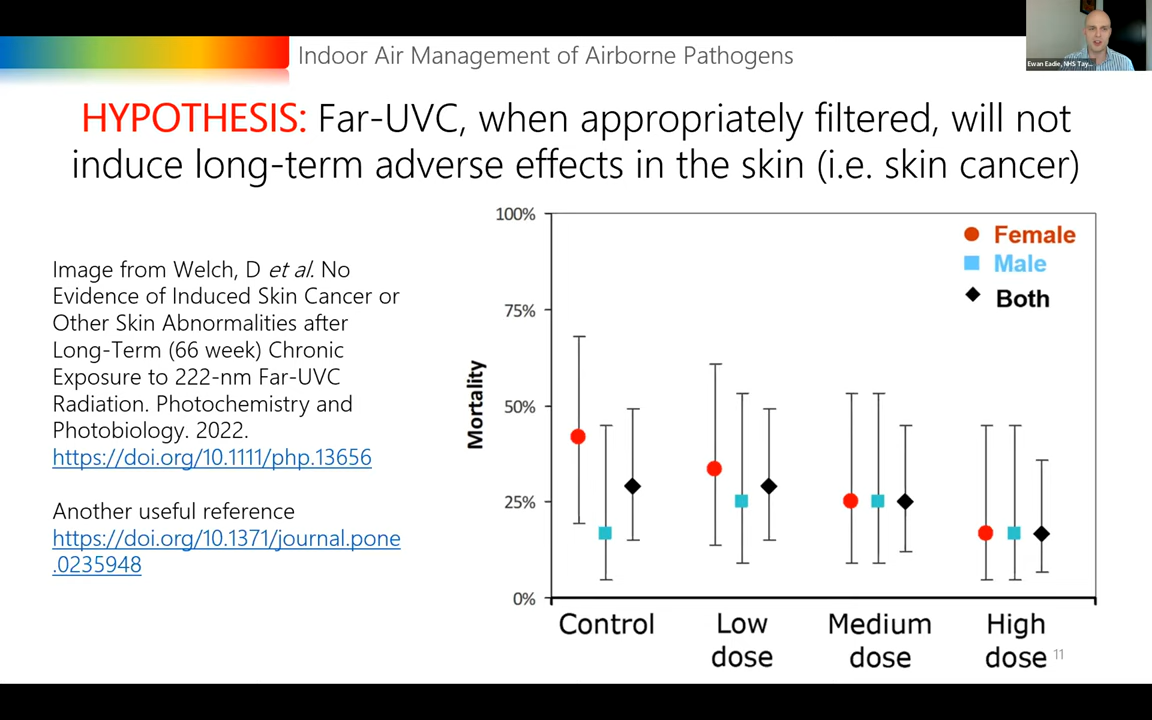 Indoor Air Management of Airborne Pathogens
Ewan Eadie, NHS Tay...
HYPOTHESIS: Far-UVC, when appropriately filtered, will not
induce long-term adverse effects in the skin (i.e. skin cancer)
Image from Welch, D et al. No
Evidence of Induced Skin Cancer or
Other Skin Abnormalities after
Long-Term (66 week) Chronic
Exposure to 222-nm Far-UVC
Radiation. Photochemistry and
Photobiology. 2022.
https://doi.org/10.1111/php.13656
Another useful reference
https://doi.org/10.1371/journal.pone
.0235948
100%
75%
50%
25%
0%
Mortality
Female
Male
Both
Control
Low
dose
Medium
dose
High
dose
11